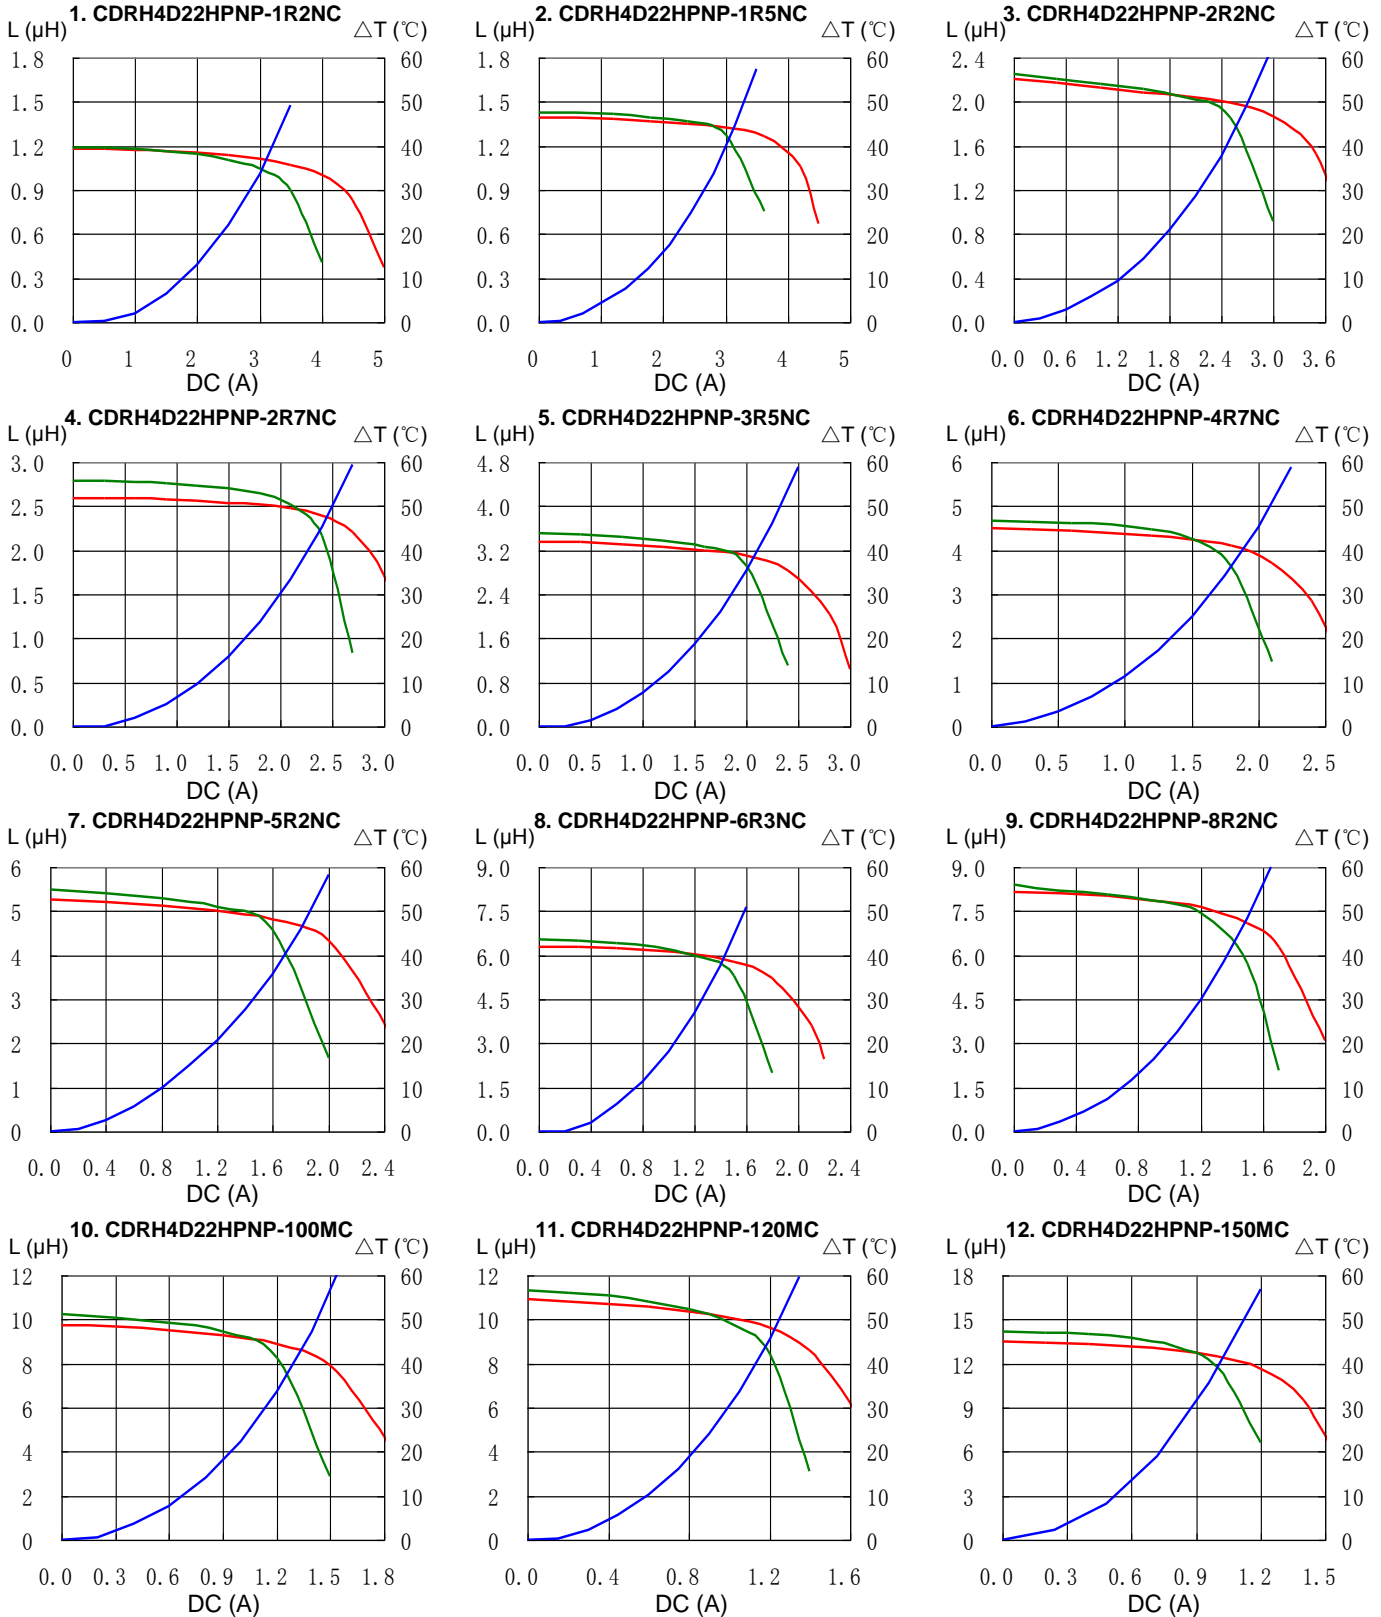 1. CDRH4D22HPNP-1R2NC
L (μH)
△T (℃)
1.8
1.5
1.2
0.9
0.6
0.3
0.0
60
50
40
30
20
10
0
0 1 2 3 4 5
DC (A)
2. CDRH4D22HPNP-1R5NC
L (μH)
△T (℃)
1.8
1.5
1.2
0.9
0.6
0.3
0.0
60
50
40
30
20
10
0
0 1 2 3 4 5
DC (A)
3. CDRH4D22HPNP-2R2NC
L (μH)
△T (℃)
2.4
2.0
1.6
1.2
0.8
0.4
0.0
60
50
40
30
20
10
0
0.0 0.6 1.2 1.8 2.4 3.0 3.6
DC (A)
4. CDRH4D22HPNP-2R7NC
L (μH)
△T (℃)
3.0
2.5
2.0
1.5
1.0
0.5
0.0
60
50
40
30
20
10
0
0.0 0.5 1.0 1.5 2.0 2.5 3.0
DC (A)
5. CDRH4D22HPNP-3R5NC
L (μH)
△T (℃)
4.8
4.0
3.2
2.4
1.6
0.8
0.0
60
50
40
30
20
10
0
0.0 0.5 1.0 1.5 2.0 2.5 3.0
DC (A)
6. CDRH4D22HPNP-4R7NC
L (μH)
△T (℃)
6
5
4
3
2
1
0
60
50
40
30
20
10
0
0.0 0.5 1.0 1.5 2.0 2.5
DC (A)
7. CDRH4D22HPNP-5R2NC
L (μH)
△T (℃)
6
5
4
3
2
1
0
60
50
40
30
20
10
0
0.0 0.4 0.8 1.2 1.6 2.0 2.4
DC (A)
8. CDRH4D22HPNP-6R3NC
L (μH)
△T (℃)
9.0
7.5
6.0
4.5
3.0
1.5
0.0
60
50
40
30
20
10
0
0.0 0.4 0.8 1.2 1.6 2.0 2.4
DC (A)
9. CDRH4D22HPNP-8R2NC
L (μH)
△T (℃)
9.0
7.5
6.0
4.5
3.0
1.5
0.0
60
50
40
30
20
10
0
0.0 0.4 0.8 1.2 1.6 2.0
DC (A)
10. CDRH4D22HPNP-100MC
L (μH)
△T (℃)
12
10
8
6
4
2
0
60
50
40
30
20
10
0
0.0 0.3 0.6 0.9 1.2 1.5 1.8
DC (A)
11. CDRH4D22HPNP-120MC
L (μH)
△T (℃)
12
10
8
6
4
2
0
60
50
40
30
20
10
0
0.0 0.4 0.8 1.2 1.6
DC (A)
12. CDRH4D22HPNP-150MC
L (μH)
△T (℃)
18
15
12
9
6
3
0
60
50
40
30
20
10
0
0.0 0.3 0.6 0.9 1.2 1.5
DC (A)